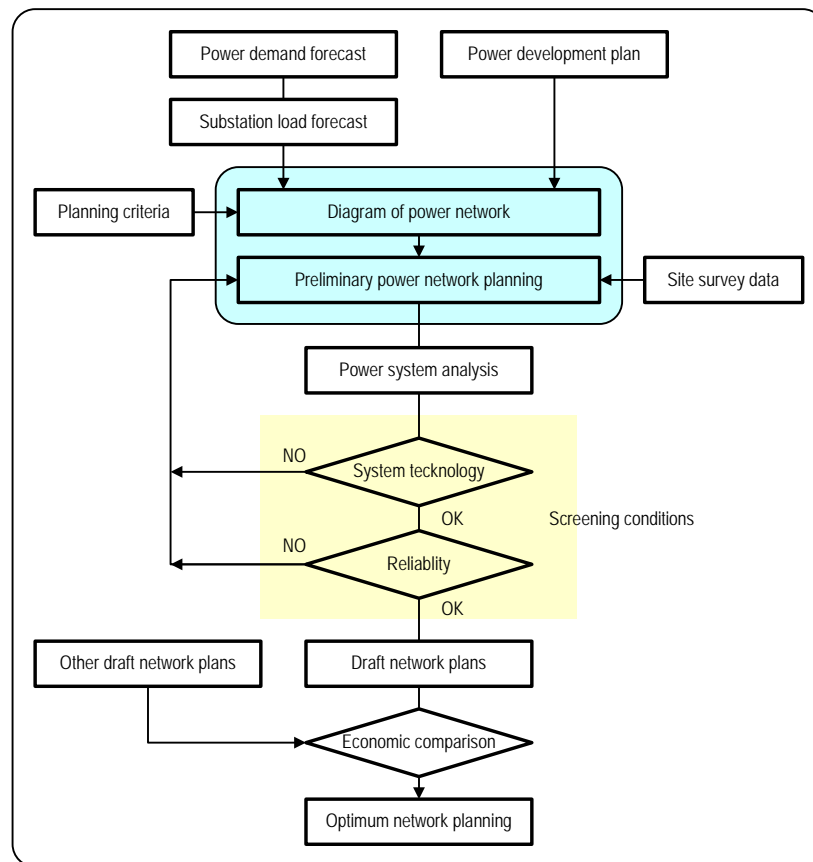 Power demand forecast
Power development plan
Substation load forecast
Planning criteria
Diagram of power network
Preliminary power network planning
Site survey data
Power system analysis
NO
System tecknology
OK
Screening conditions
NO
Reliablity
OK
Other draft network plans
Draft network plans
Economic comparison
Optimum network planning